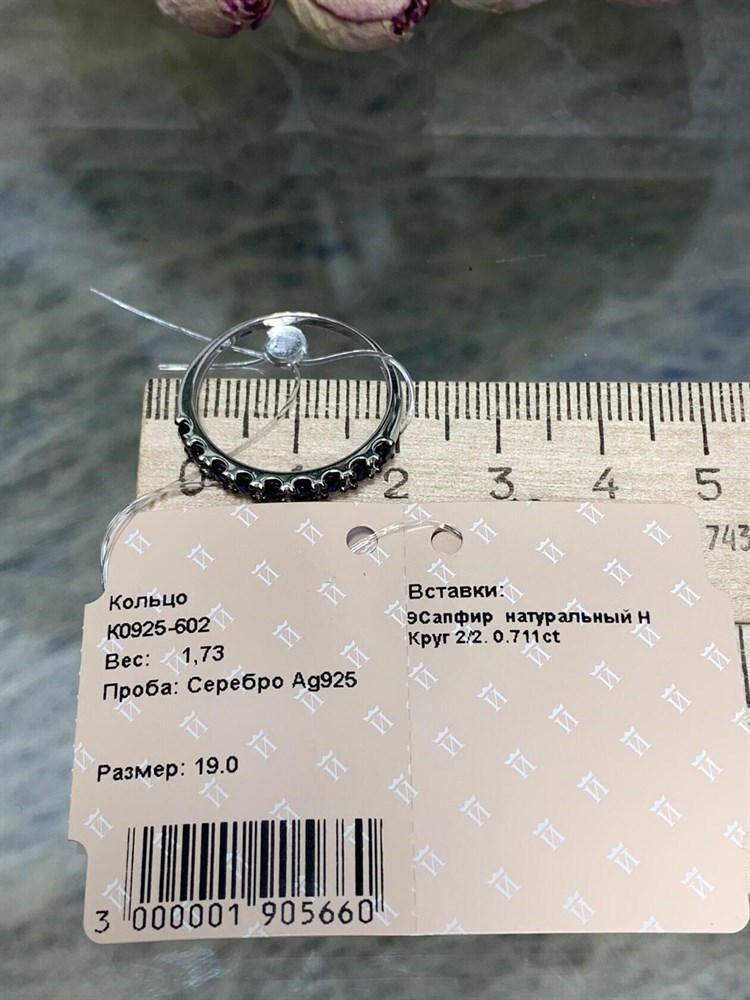 0 2 3 4 5
743
Кольцо
К0925-602
Вес: 1,73
Проба: Серебро Ag925
Размер: 19.0
3 000001 905660
Вставки:
9Сапфир натуральный Н
Круг 2/2. 0.711ct